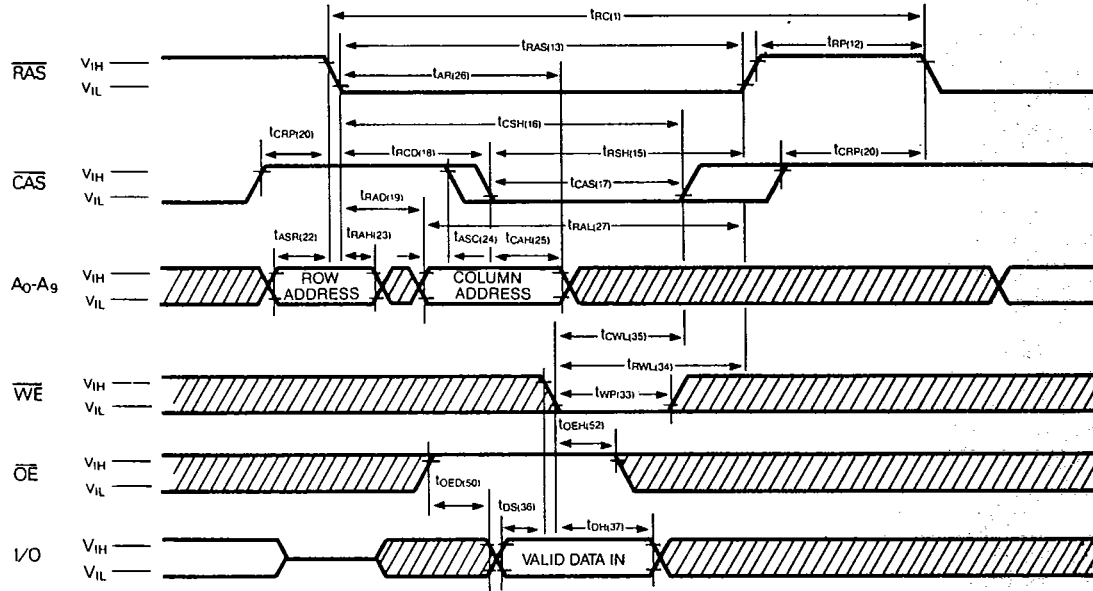 tRC(1)
tRAS(13)
tRP(12)
tAR(26)
RAS
VIH
VIL
tCSH(16)
tCRP(20)
tRCD(18)
tRSH(15)
tCRP(20)
CAS
VIH
VIL
tCAS(17)
tRAD(19)
tRAL(27)
tASR(22)
tRAH(23)
tASC(24)
tCAH(25)
A0-A9
VIH
VIL
ROW
ADDRESS
COLUMN
ADDRESS
tCWL(35)
tRWL(34)
WE
VIH
VIL
tWP(33)
tOEH(52)
OE
VIH
VIL
tOED(50)
tDS(36)
tDH(37)
I/O
VIH
VIL
VALID DATA IN